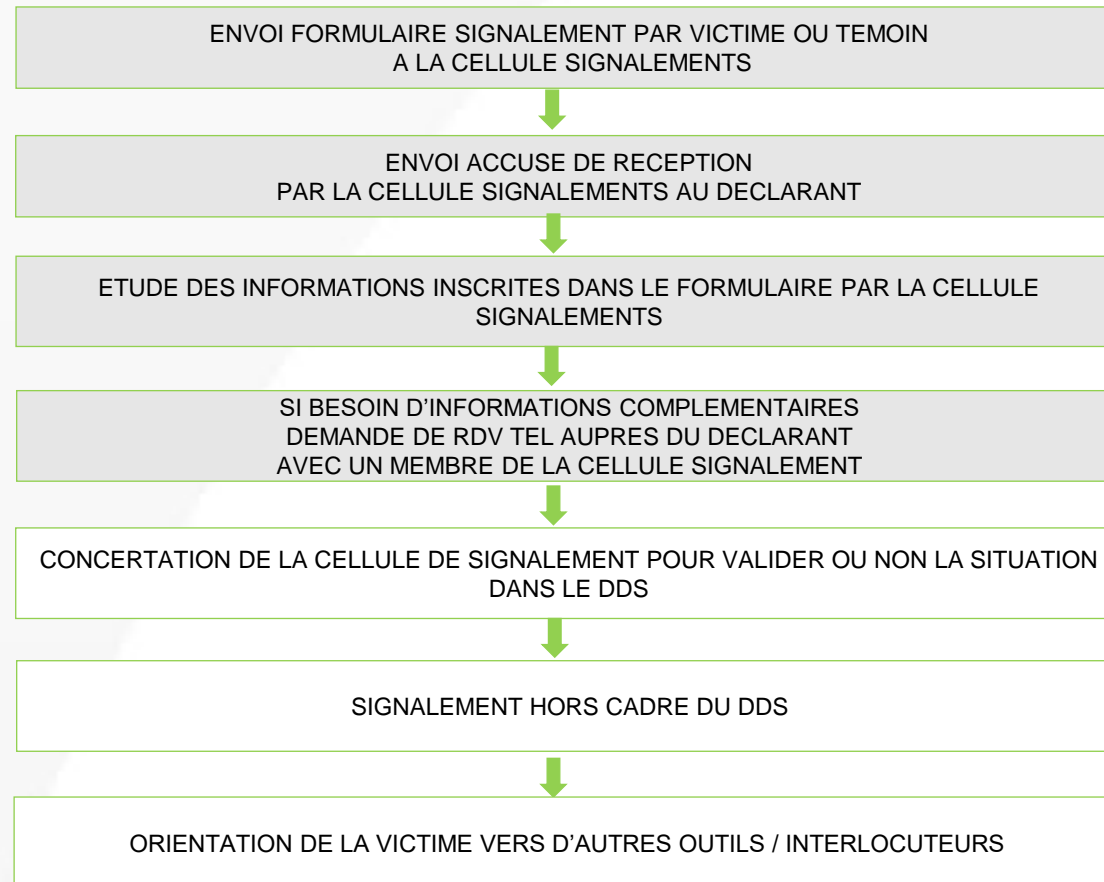 ENVOI FORMULAIRE SIGNALEMENT PAR VICTIME OU TEMOIN
A LA CELLULE SIGNALEMENTS
ENVOI ACCUSE DE RECEPTION
PAR LA CELLULE SIGNALEMENTS AU DECLARANT
ETUDE DES INFORMATIONS INSCRITES DANS LE FORMULAIRE PAR LA CELLULE
SIGNALEMENTS
SI BESOIN D'INFORMATIONS COMPLEMENTAIRES
DEMANDE DE RDV TEL AUPRES DU DECLARANT
AVEC UN MEMBRE DE LA CELLULE SIGNALEMENT
CONCERTATION DE LA CELLULE DE SIGNALEMENT POUR VALIDER OU NON LA SITUATION
DANS LE DDS
SIGNALEMENT HORS CADRE DU DDS
ORIENTATION DE LA VICTIME VERS D'AUTRES OUTILS / INTERLOCUTEURS